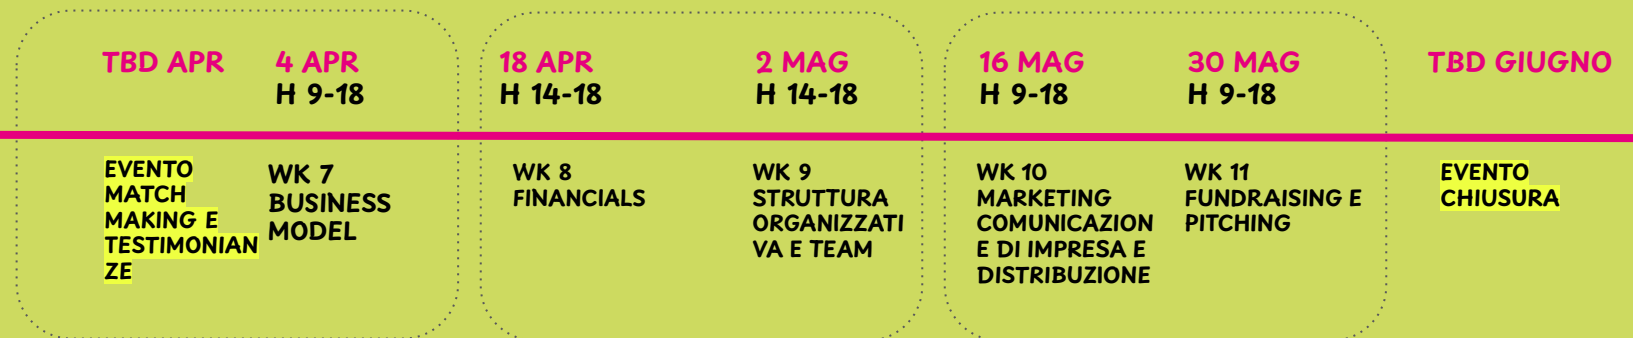 TBD APR
4 APR
H 9-18
18 APR
H 14-18
2 MAG
H 14-18
16 MAG
H 9-18
30 MAG
H 9-18
TBD GIUGNO
EVENTO
MATCH
MAKING E
TESTIMONIAN
ZE
WK 7
BUSINESS
MODEL
WK 8
FINANCIALS
WK 9
STRUTTURA
ORGANIZZATI
VA E TEAM
WK 10
MARKETING
COMUNICAZION
E DI IMPRESA E
DISTRIBUZIONE
WK 11
FUNDRAISING E
PITCHING
EVENTO
CHIUSURA